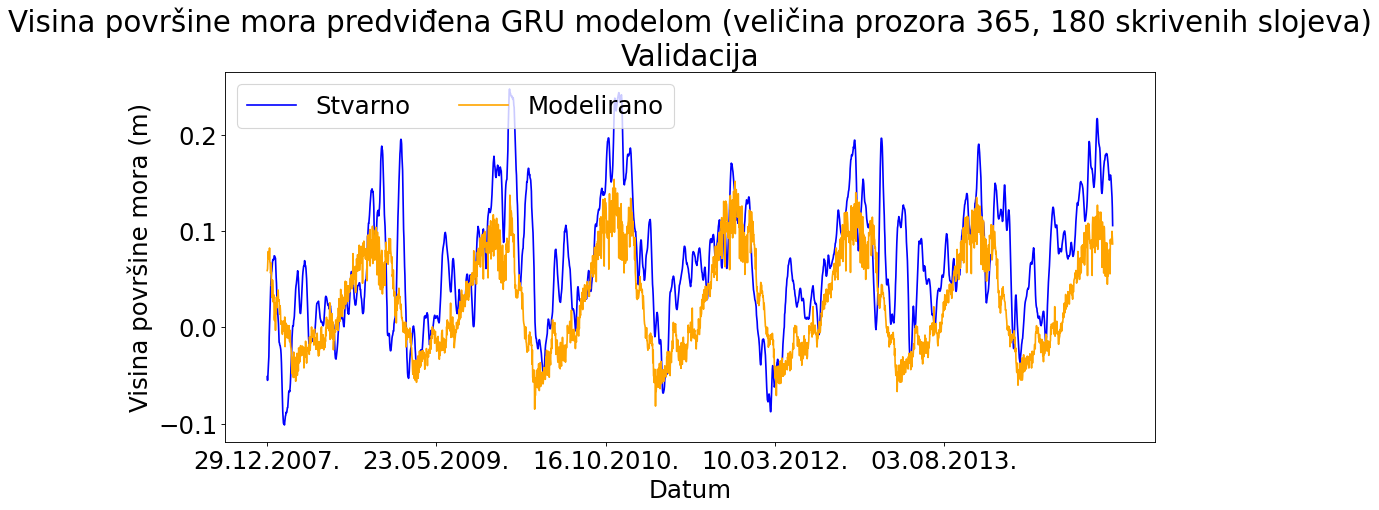 Visina površine mora predviđena GRU modelom (veličina prozora 365, 180 skrivenih slojeva)
Validacija
Stvarno
Modelirano
Visina površine mora (m)
0.2
0.1
0.0
−0.1
29.12.2007.
23.05.2009.
16.10.2010.
10.03.2012.
03.08.2013.
Datum